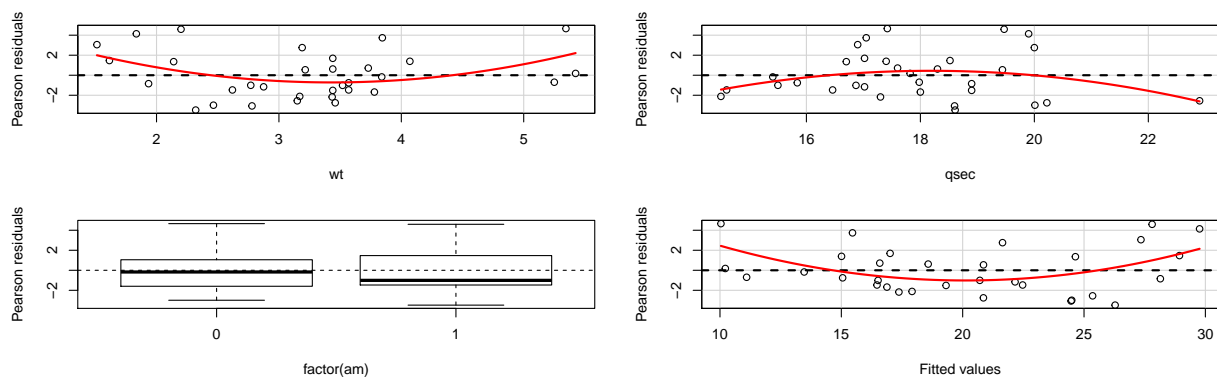 Pearson residuals
2
-2
2 3 4 5
wt
Pearson residuals
2
-2
16 18 20 22
qsec
Pearson residuals
2
-2
0 1
factor(am)
Pearson residuals
2
-2
10 15 20 25 30
Fitted values